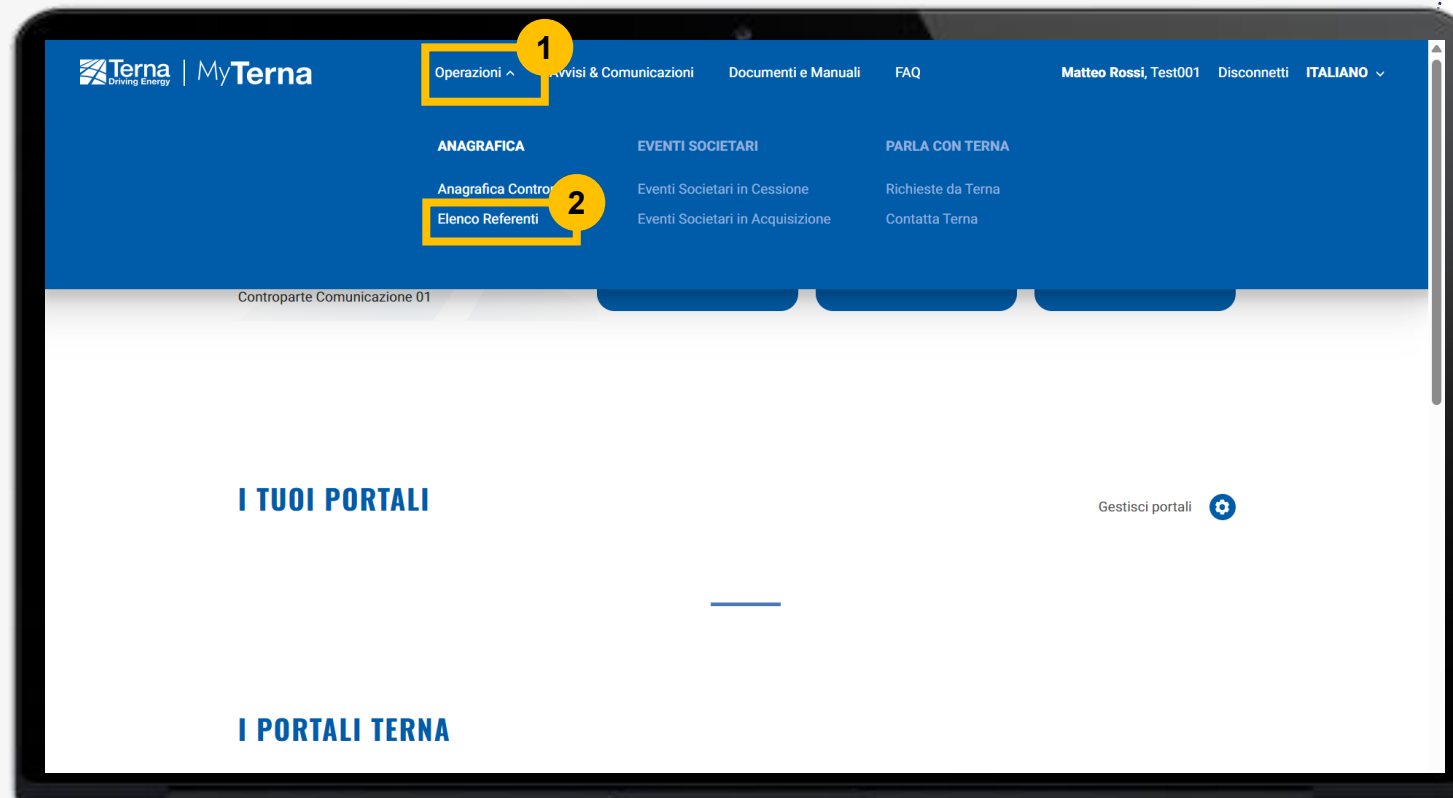 Terna
Driving Energy
MyTerna
Operazioni
1
Avvisi & Comunicazioni
Documenti e Manuali
FAQ
Matteo Rossi, Test001
Disconnetti
ITALIANO
ANAGRAFICA
EVENTI SOCIETARI
PARLA CON TERNA
Anagrafica
2
Eventi Societari in Cessione
Richieste da Terna
Elenco Referenti
Eventi Societari in Acquisizione
Contatta Terna
Controparte Comunicazione 01
I TUOI PORTALI
Gestisci portali
I PORTALI TERNA